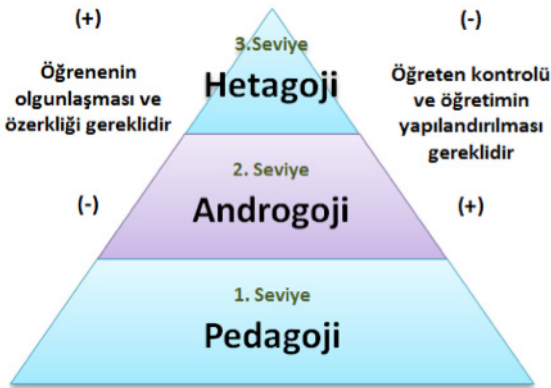 (+)
Öğrenenin
olgunlaşması ve
özerkliği gereklidir
(-)
3.Seviye
Hetagoji
2. Seviye
Androgoji
1. Seviye
Pedagoji
(-)
Öğreten kontrolü
ve öğretimin
yapılandırılması
gereklidir
(+)